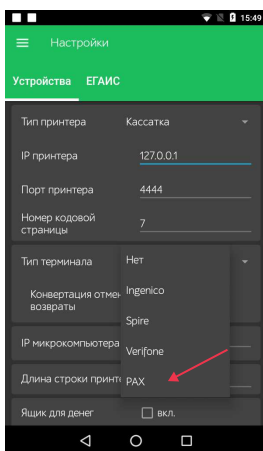 15:49
Настройки
Устройства ЕГАИС
Тип принтера Кассатка
IP принтера 127.0.0.1
Порт принтера 4444
Номер кодовой
страницы 7
Тип терминала Нет
Конвертация отмен
возвраты Ingenico
Spire
IP микрокомпьютера Verifone
Длина строки принте PAX
Ящик для денег вкл.